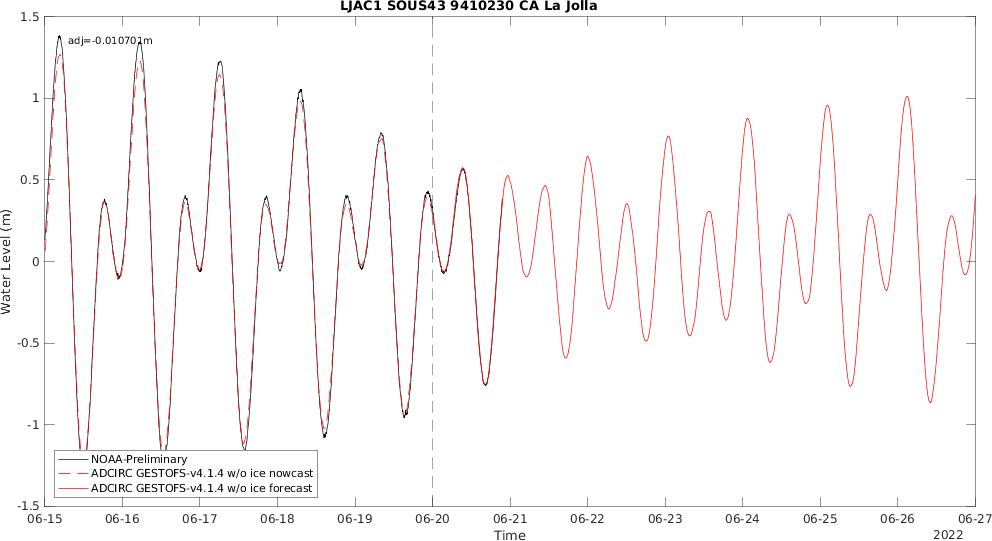 LJAC1 SOUS43 9410230 CA La Jolla
adj=-0.010701m
1.5
1
0.5
0
-0.5
-1
-1.5
Water Level (m)
NOAA-Preliminary
ADCIRC GESTOFS-v4.1.4 w/o ice nowcast
ADCIRC GESTOFS-v4.1.4 w/o ice forecast
06-15 06-16 06-17 06-18 06-19 06-20 06-21 06-22 06-23 06-24 06-25 06-26 06-27
Time
2022